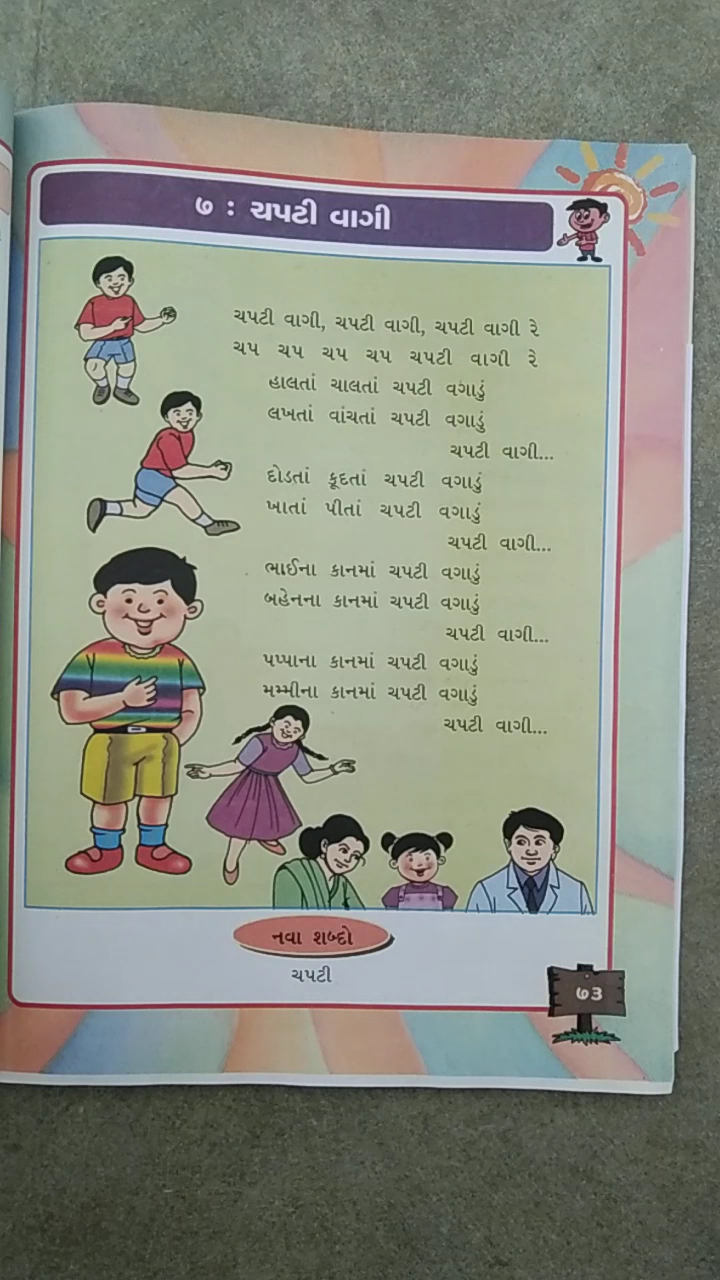 ૭ : ચપટી વાગી
ચપટી વાગી, ચપટી વાગી, ચપટી વાગી રે
ચપ ચપ ચપ ચપ ચપટી વાગી રે
હાલતાં ચાલતાં ચપટી વગાડું
લખતાં વાંચતાં ચપટી વગાડું
ચપટી વાગી...
દોડતાં કૂદતાં ચપટી વગાડું
ખાતાં પીતાં ચપટી વગાડું
ચપટી વાગી...
ભાઈના કાનમાં ચપટી વગાડું
બહેનના કાનમાં ચપટી વગાડું
ચપટી વાગી...
પપ્પાના કાનમાં ચપટી વગાડું
મમ્મીના કાનમાં ચપટી વગાડું
ચપટી વાગી...
નવા શબ્દો
ચપટી
૭૩